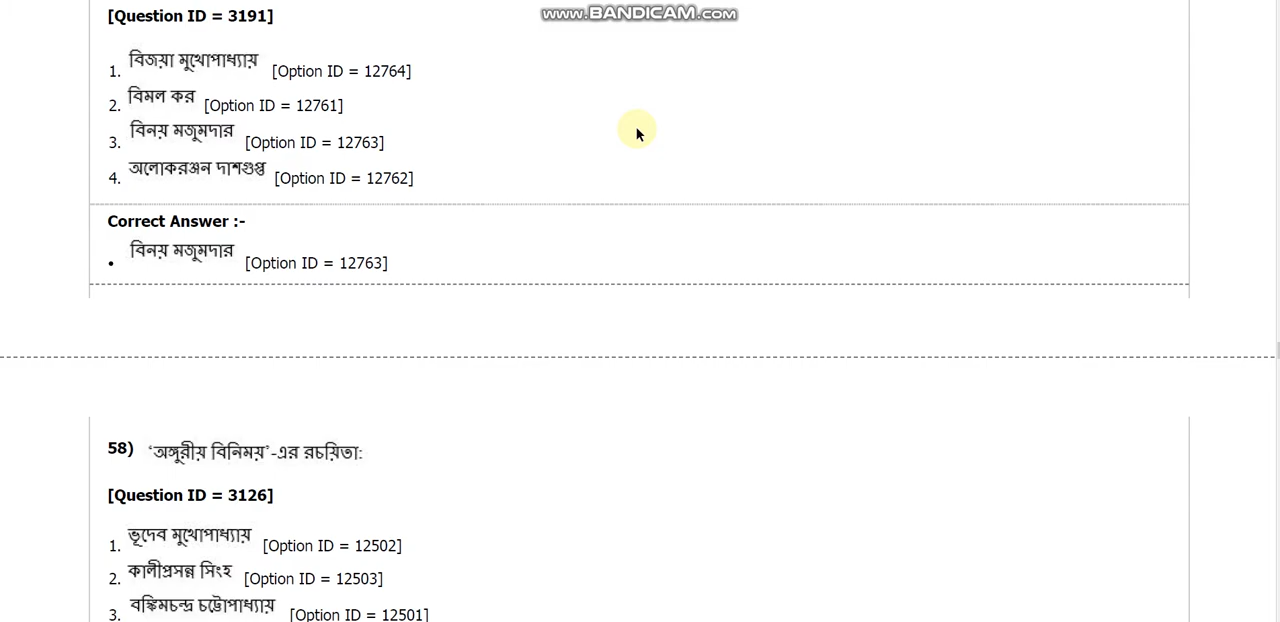 www.BANDICAM.com
[Question ID = 3191]
1. বিজয়া মুখোপাধ্যায় [Option ID = 12764]
2. বিমল কর [Option ID = 12761]
3. বিনয় মজুমদার [Option ID = 12763]
4. অলোকরঞ্জন দাশগুপ্ত [Option ID = 12762]
Correct Answer :-
• বিনয় মজুমদার [Option ID = 12763]
58) ‘অঙ্গুরীয় বিনিময়’-এর রচয়িতা:
[Question ID = 3126]
1. ভূদেব মুখোপাধ্যায় [Option ID = 12502]
2. কালীপ্রসন্ন সিংহ [Option ID = 12503]
3. বঙ্কিমচন্দ্র চট্টোপাধ্যায় [Option ID = 12501]